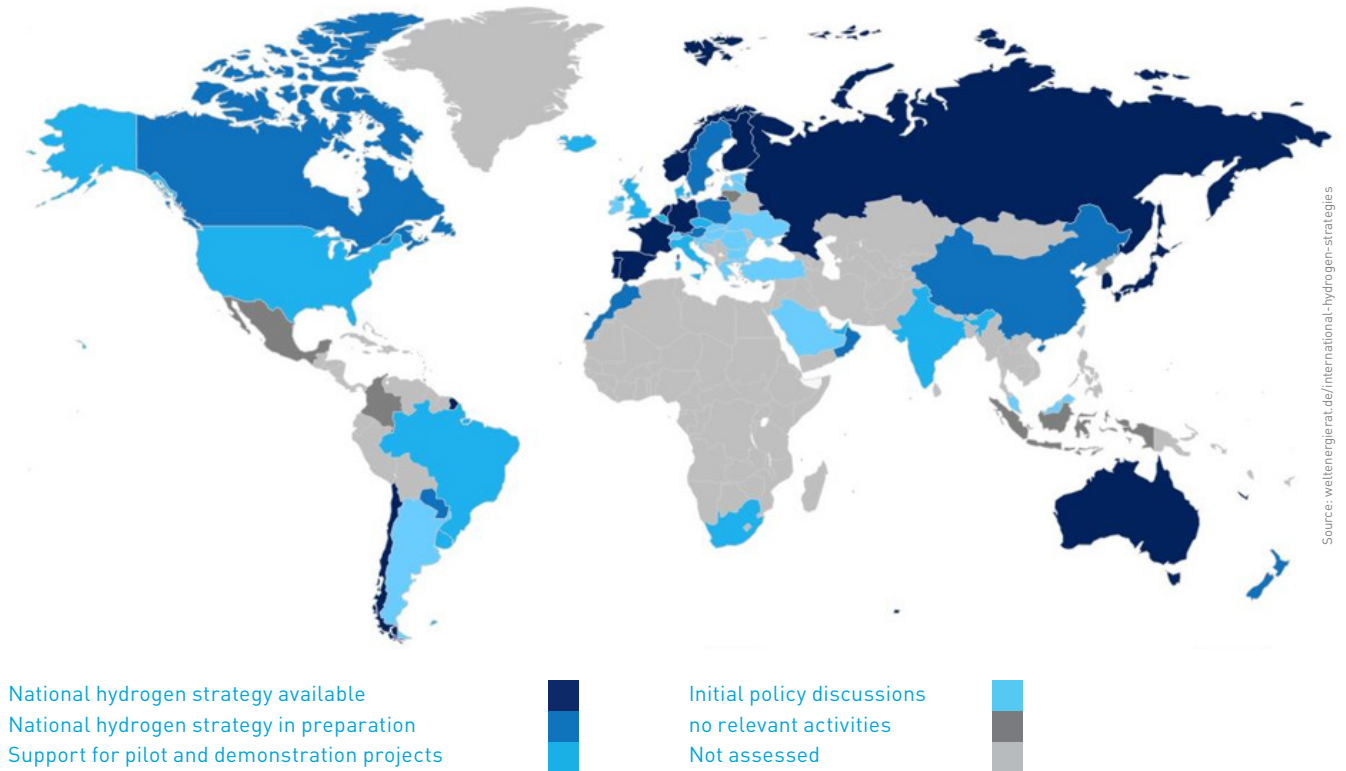 Source: weltenergierat.de/international-hydrogen-strategies
National hydrogen strategy available
National hydrogen strategy in preparation
Support for pilot and demonstration projects
Initial policy discussions
no relevant activities
Not assessed